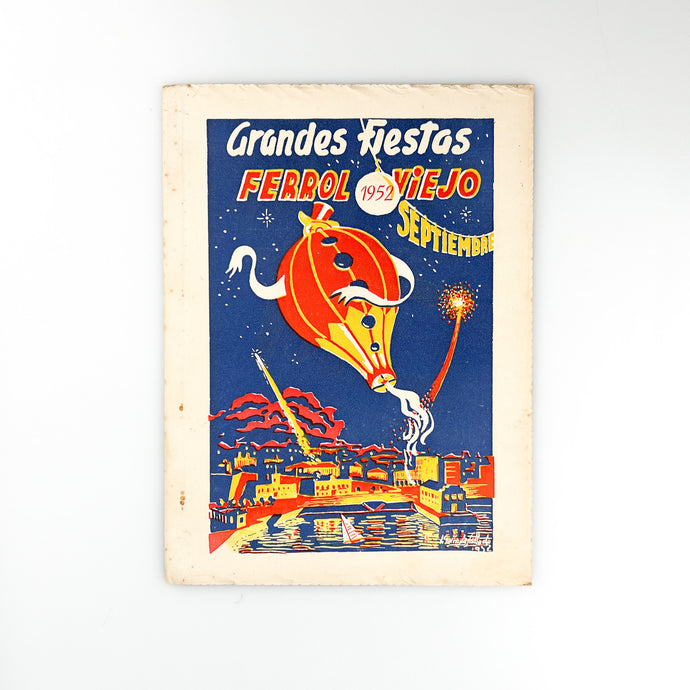 Grandes Fiestas
FERROL 1952 VIEJO
SEPTIEMBRE